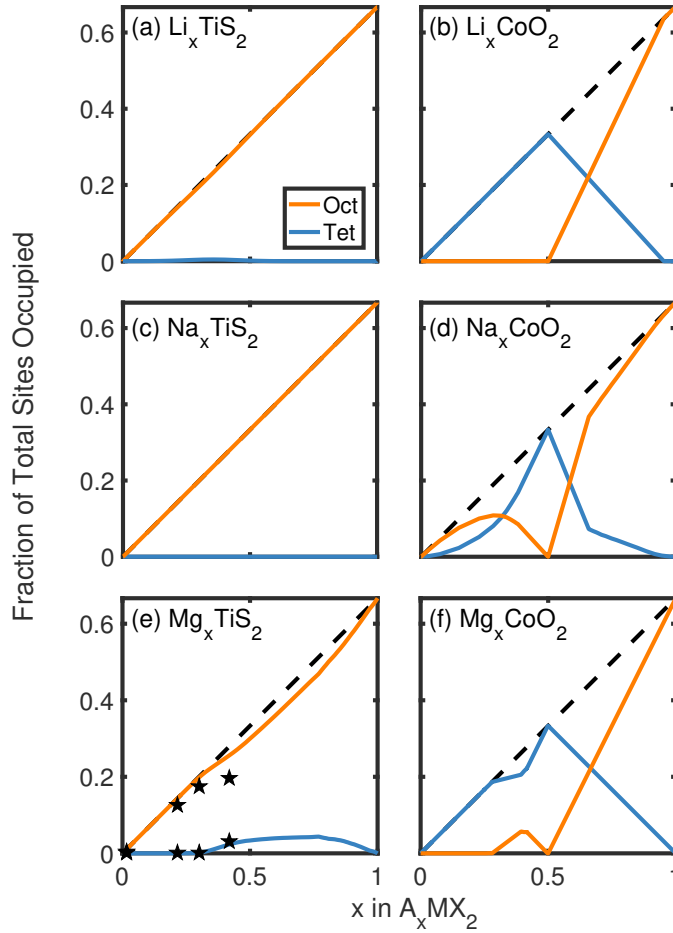 (a) LiₓTiS₂
(b) LiₓCoO₂
0.6
0.4
0.2
0
Oct
Tet
(c) NaₓTiS₂
(d) NaₓCoO₂
0.6
0.4
0.2
0
(e) MgₓTiS₂
(f) MgₓCoO₂
0.6
0.4
0.2
0
0 0.5 1 0 0.5 1
x in AₓMX₂
Fraction of Total Sites Occupied